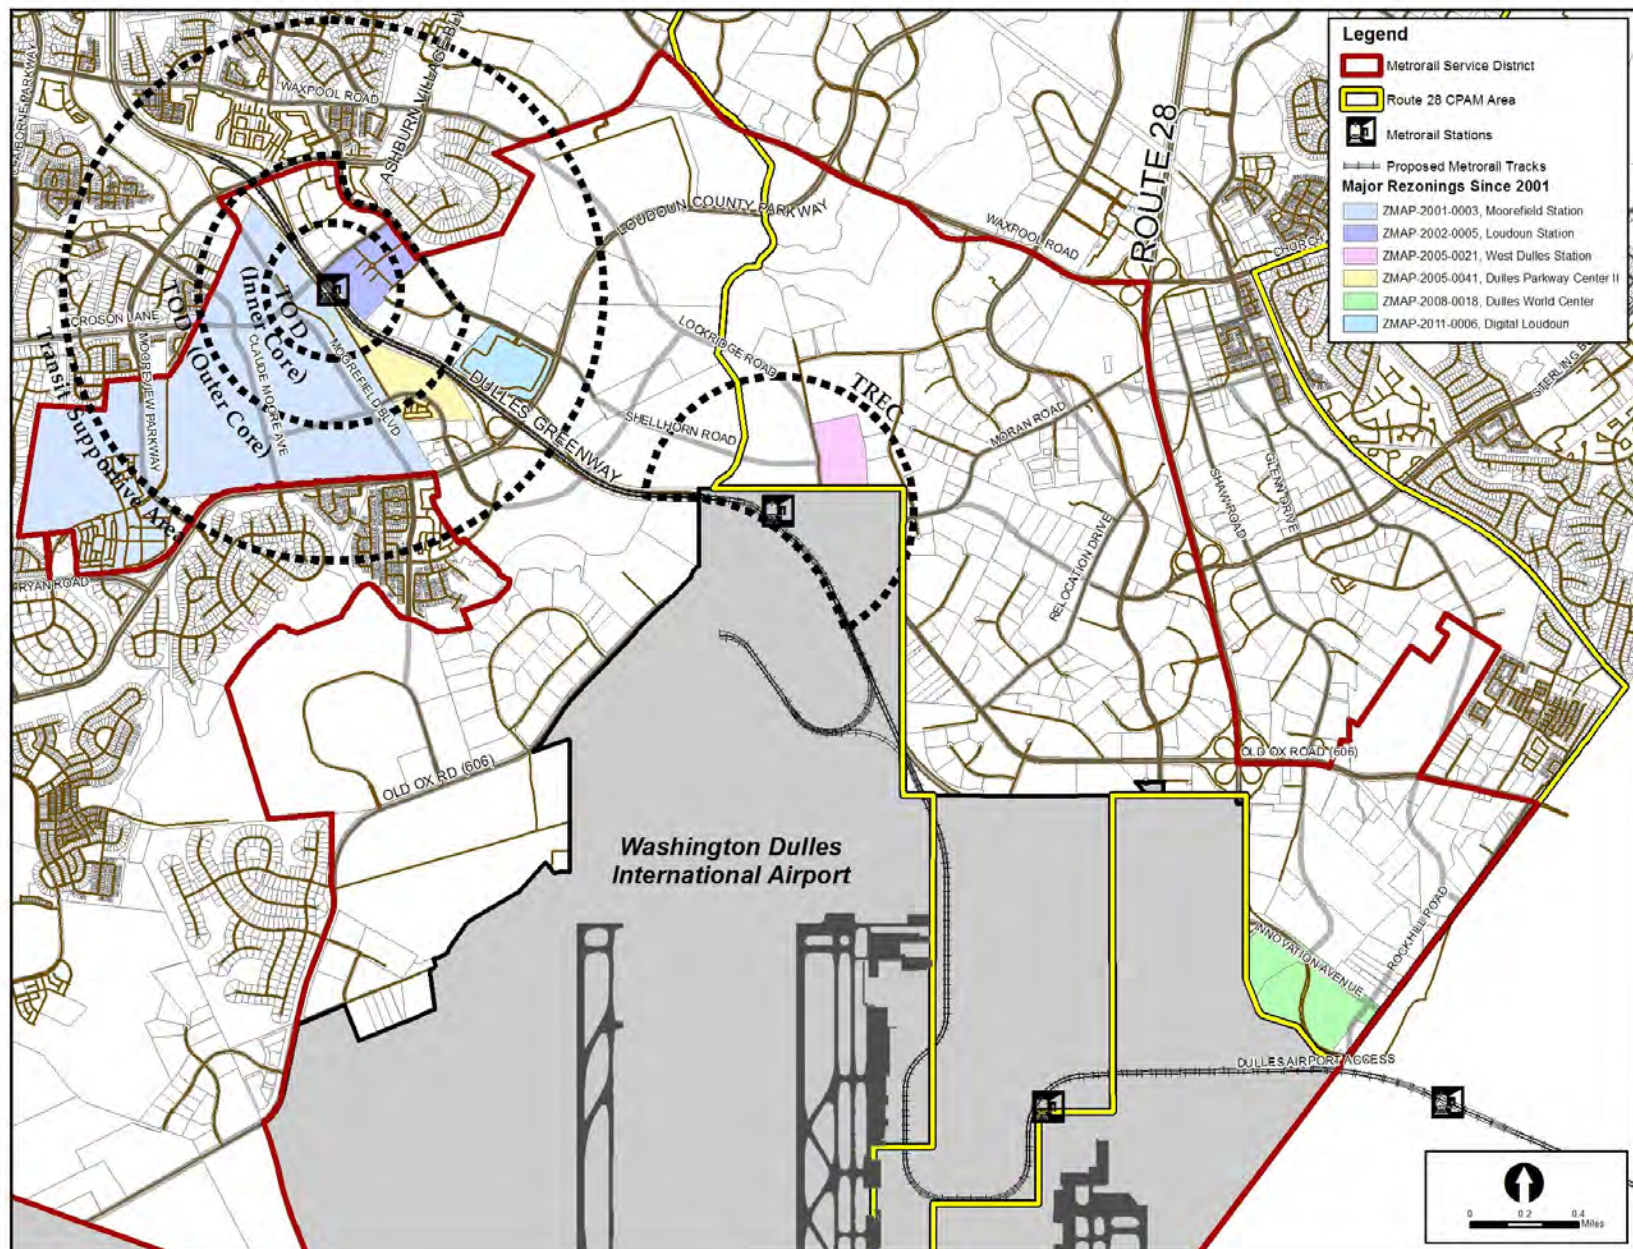 Legend
Metrorail Service District
Route 28 CPAM Area
Metrorail Stations
Proposed Metrorail Tracks
Major Rezonings Since 2001
ZMAP-2001-0003, Moorefield Station
ZMAP-2002-0005, Loudoun Station
ZMAP-2005-0021, West Dulles Station
ZMAP-2005-0041, Dulles Parkway Center II
ZMAP-2008-0018, Dulles World Center
ZMAP-2011-0006, Digital Loudoun
CLAIBORNE PARKWAY
WAXPOOL ROAD
ASHBURN VILLAGE
LOUDOUN COUNTY PARKWAY
WAXPOOL ROAD
ROUTE 28
CHURCH
STERLING B
CROSON LANE
MOOREVIEW PARKWAY
CLAUDE MOORE AVE
MOOREFIELD BLVD
TOD
(Inner Core)
TOD
(Outer Core)
Transit Supportive Area
LOCKRIDGE ROAD
DULLES GREENWAY
SHELLHORN ROAD
TREC
MORAN ROAD
GLENN DRIVE
SHAW ROAD
RELOCATION DRIVE
RYAN ROAD
OLD OX RD (606)
OLD OX ROAD (606)
Washington Dulles
International Airport
INNOVATION AVENUE
ROCKHILL ROAD
DULLES AIRPORT ACCESS
0 0.2 0.4
Miles